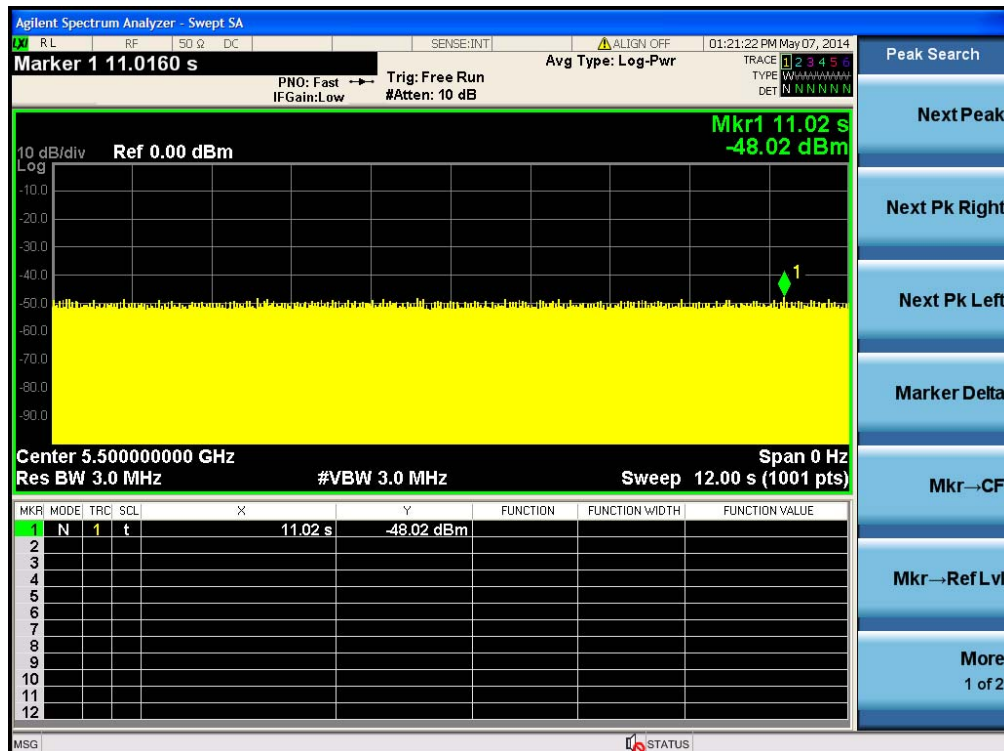 Agilent Spectrum Analyzer - Swept SA
LXI RL RF 50 Ω DC SENSE:INT ALIGN OFF 01:21:22 PM May 07, 2014
Marker 1 11.0160 s
PNO: Fast
IFGain:Low
Trig: Free Run
#Atten: 10 dB
Avg Type: Log-Pwr
TRACE 1 2 3 4 5 6
TYPE WWWWWW
DET N N N N N N
Mkr1 11.02 s
-48.02 dBm
10 dB/div Ref 0.00 dBm
Log
-10.0
-20.0
-30.0
-40.0
-50.0
-60.0
-70.0
-80.0
-90.0
1
Center 5.500000000 GHz Span 0 Hz
Res BW 3.0 MHz #VBW 3.0 MHz Sweep 12.00 s (1001 pts)
MKR MODE TRC SCL X Y FUNCTION FUNCTION WIDTH FUNCTION VALUE
1 N 1 t 11.02 s -48.02 dBm
2
3
4
5
6
7
8
9
10
11
12
MSG STATUS
Peak Search
Next Peak
Next Pk Right
Next Pk Left
Marker Delta
Mkr→CF
Mkr→Ref Lvl
More
1 of 2